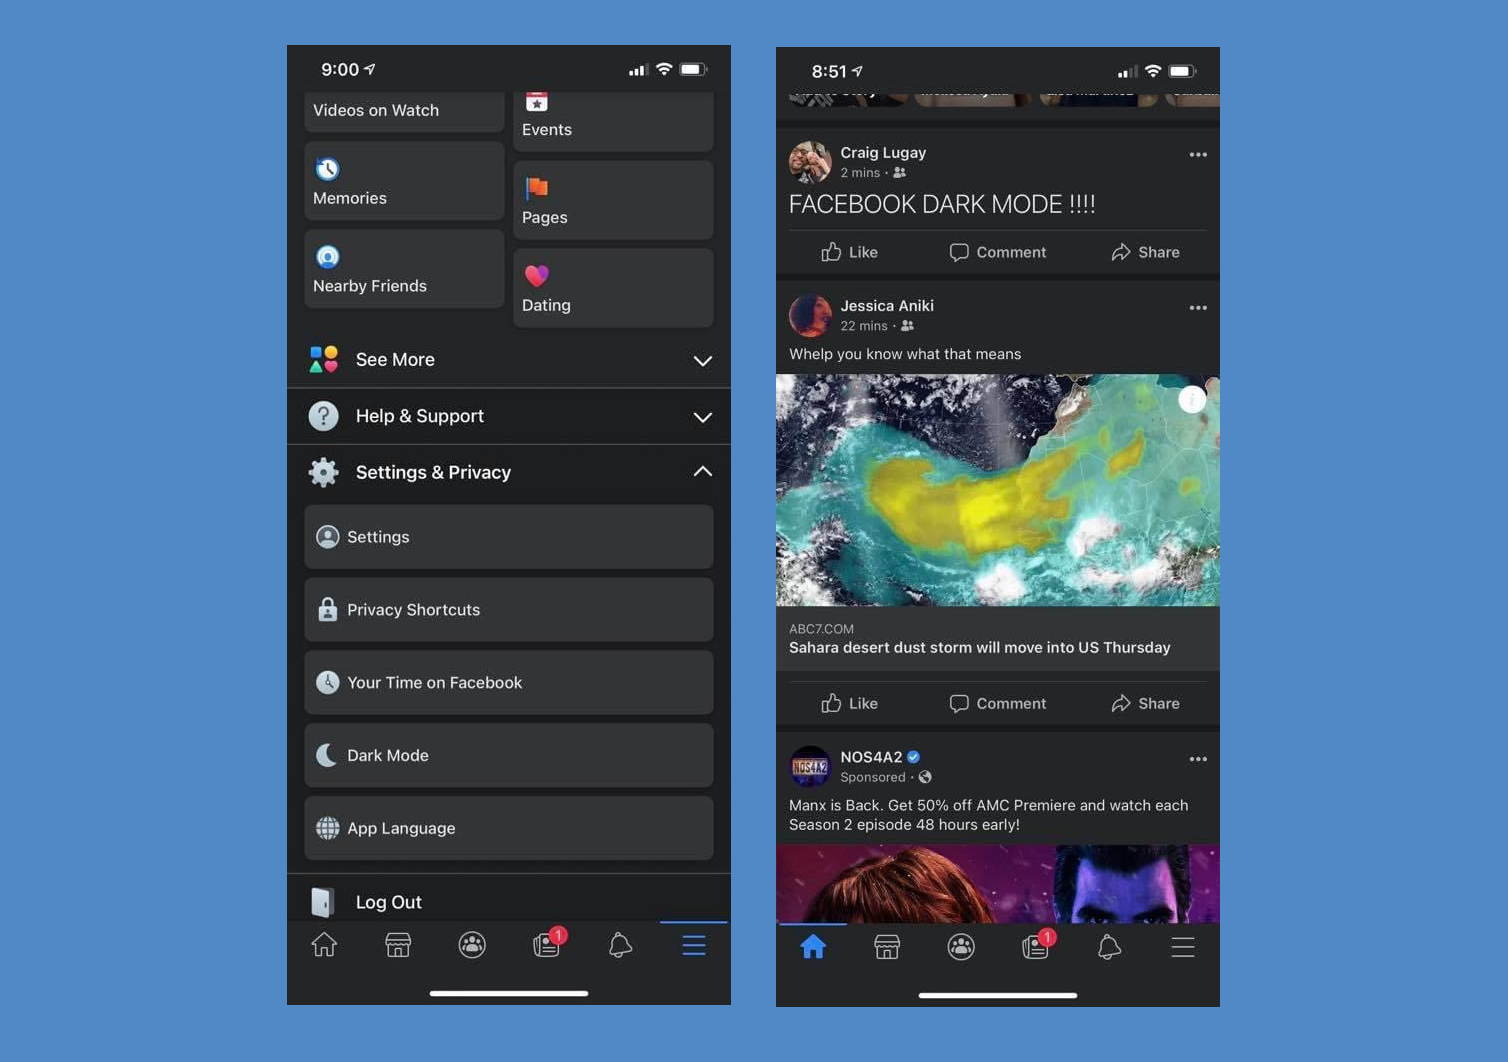 9:00
Videos on Watch
Events
Memories
Pages
Nearby Friends
Dating
See More
Help & Support
Settings & Privacy
Settings
Privacy Shortcuts
Your Time on Facebook
Dark Mode
App Language
Log Out
1
8:51
Craig Lugay
2 mins ·
FACEBOOK DARK MODE !!!!
Like Comment Share
Jessica Aniki
22 mins ·
Whelp you know what that means
ABC7.COM
Sahara desert dust storm will move into US Thursday
Like Comment Share
NOS4A2
NOS4A2
Sponsored ·
Manx is Back. Get 50% off AMC Premiere and watch each
Season 2 episode 48 hours early!
1